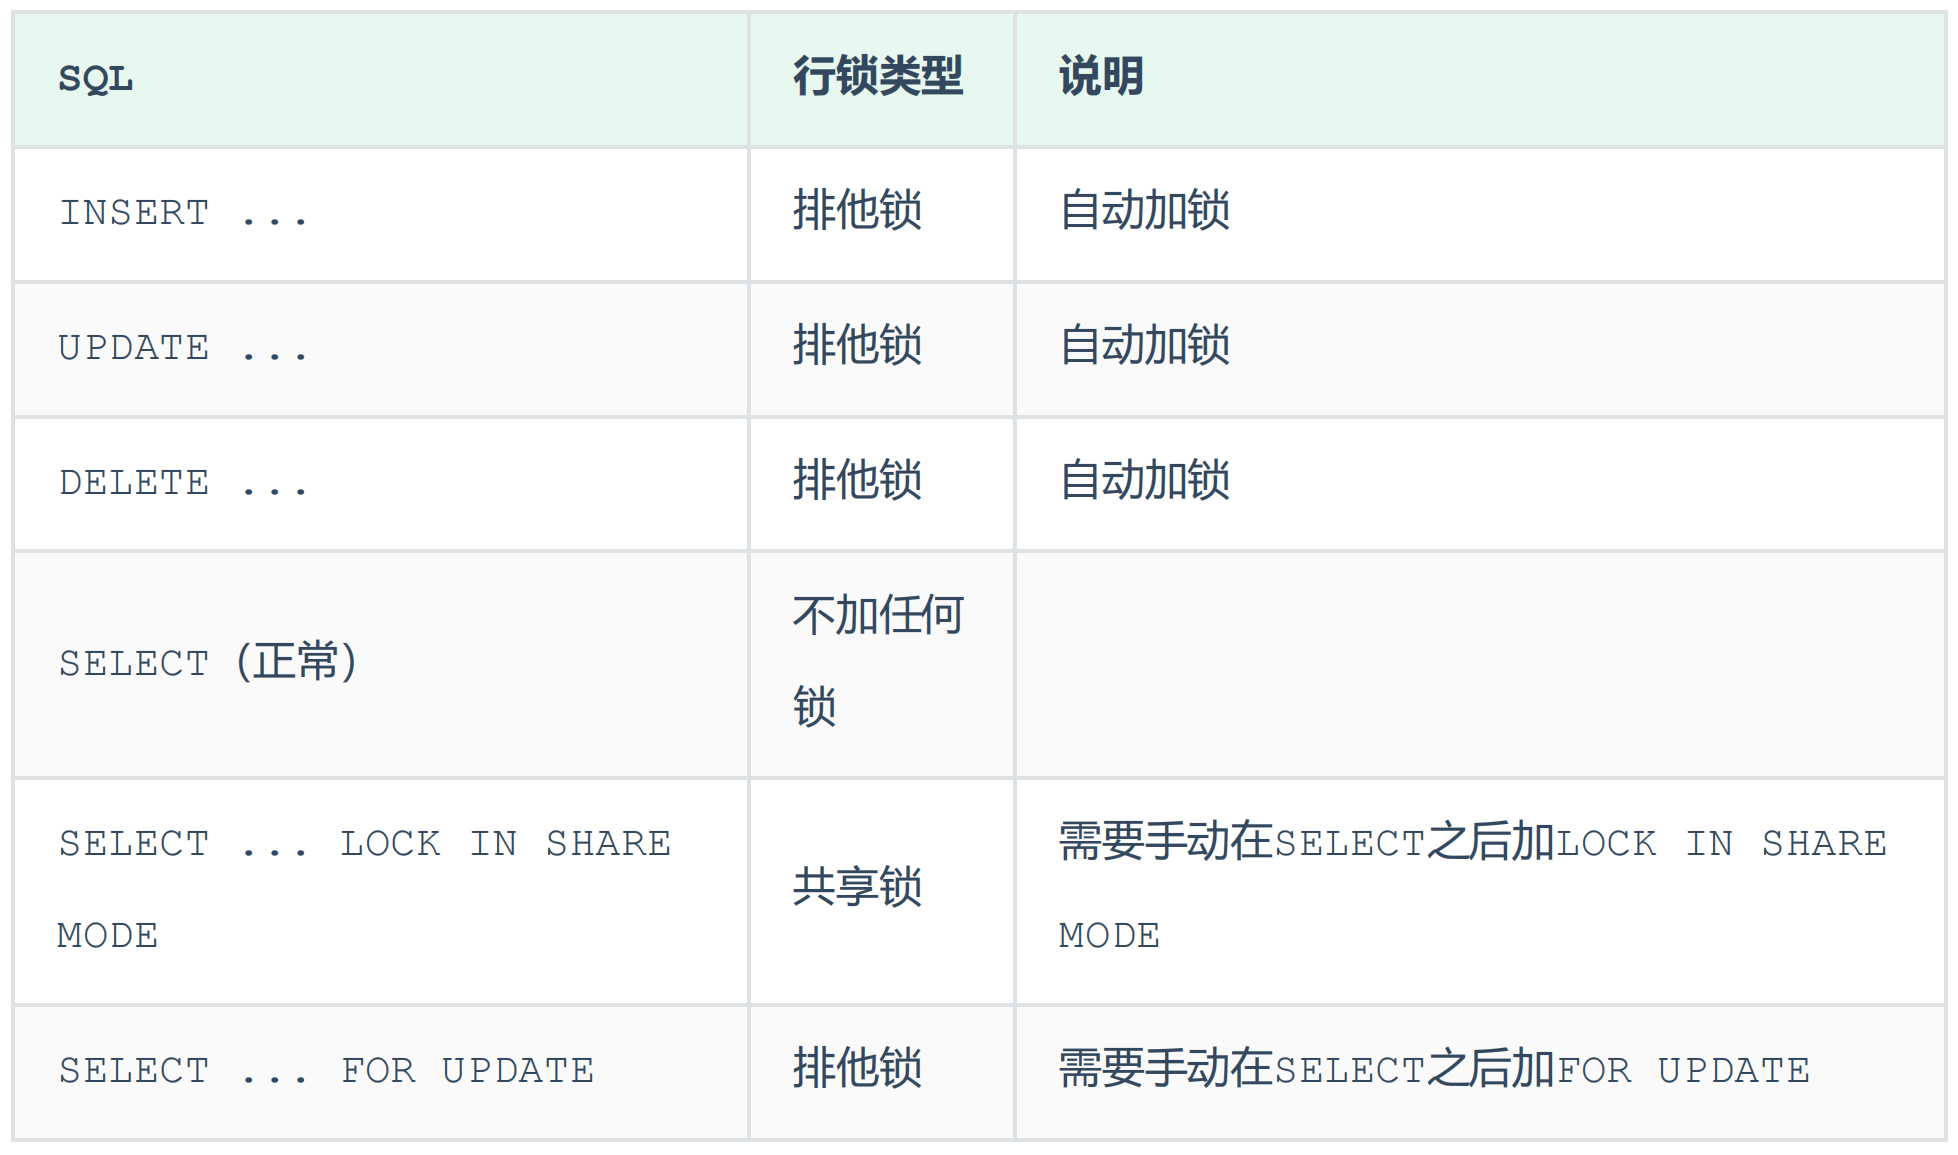 SQL 行锁类型 说明
INSERT ... 排他锁 自动加锁
UPDATE ... 排他锁 自动加锁
DELETE ... 排他锁 自动加锁
SELECT (正常) 不加任何
锁
SELECT ... LOCK IN SHARE
MODE
共享锁
需要手动在SELECT之后加LOCK IN SHARE
MODE
SELECT ... FOR UPDATE 排他锁 需要手动在SELECT之后加FOR UPDATE